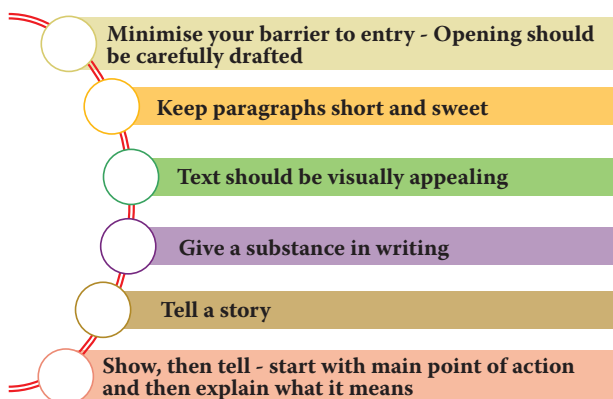 Minimise your barrier to entry - Opening should
be carefully drafted
Keep paragraphs short and sweet
Text should be visually appealing
Give a substance in writing
Tell a story
Show, then tell - start with main point of action
and then explain what it means